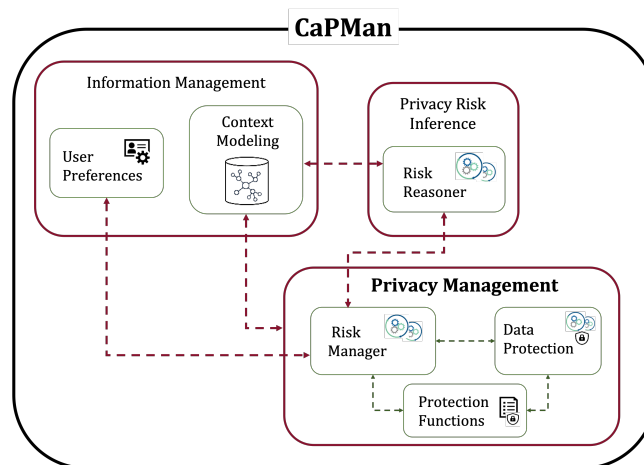 CaPMan
Information Management
Context
Modeling
User
Preferences
Privacy Risk
Inference
Risk
Reasoner
Privacy Management
Risk
Manager
Data
Protection
Protection
Functions